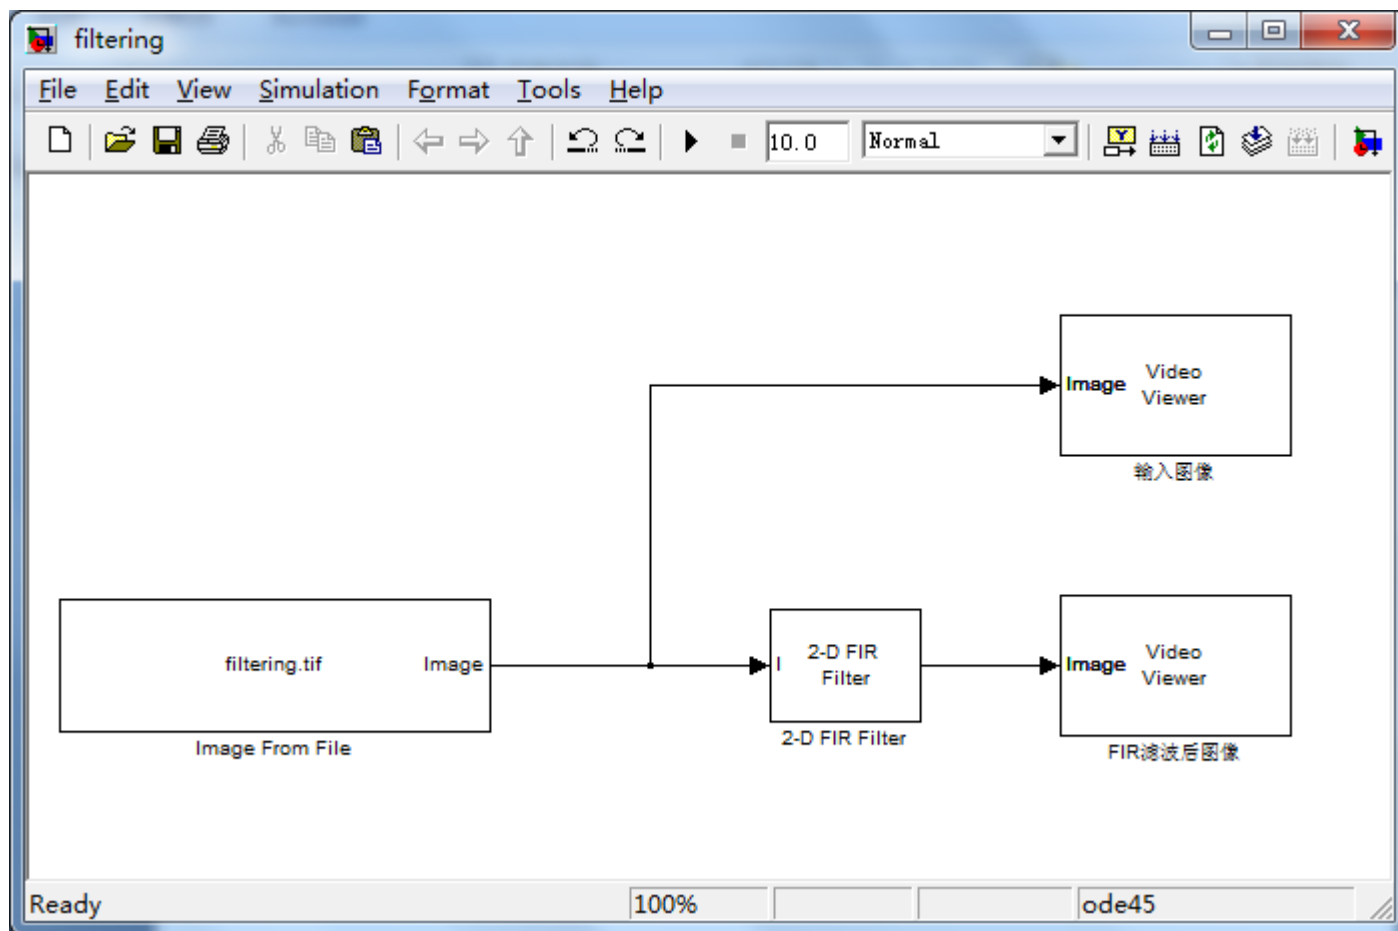 filtering
File Edit View Simulation Format Tools Help
10.0 Normal
Video
Image Viewer
输入图像
filtering.tif Image
Image From File
I 2-D FIR
Filter
2-D FIR Filter
Video
Image Viewer
FIR滤波后图像
Ready 100% ode45